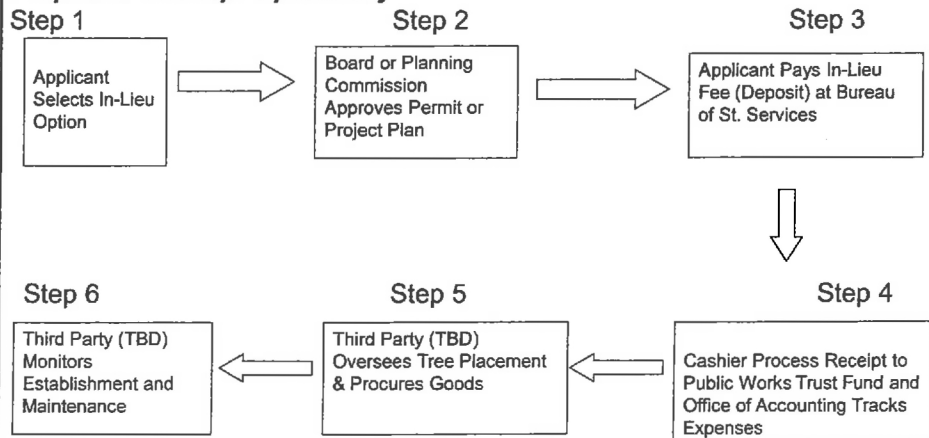 Step 1
Step 2
Step 3
Applicant
Selects In-Lieu
Option
Board or Planning
Commission
Approves Permit or
Project Plan
Applicant Pays In-Lieu
Fee (Deposit) at Bureau
of St. Services
Step 6
Step 5
Step 4
Third Party (TBD)
Monitors
Establishment and
Maintenance
Third Party (TBD)
Oversees Tree Placement
& Procures Goods
Cashier Process Receipt to
Public Works Trust Fund and
Office of Accounting Tracks
Expenses